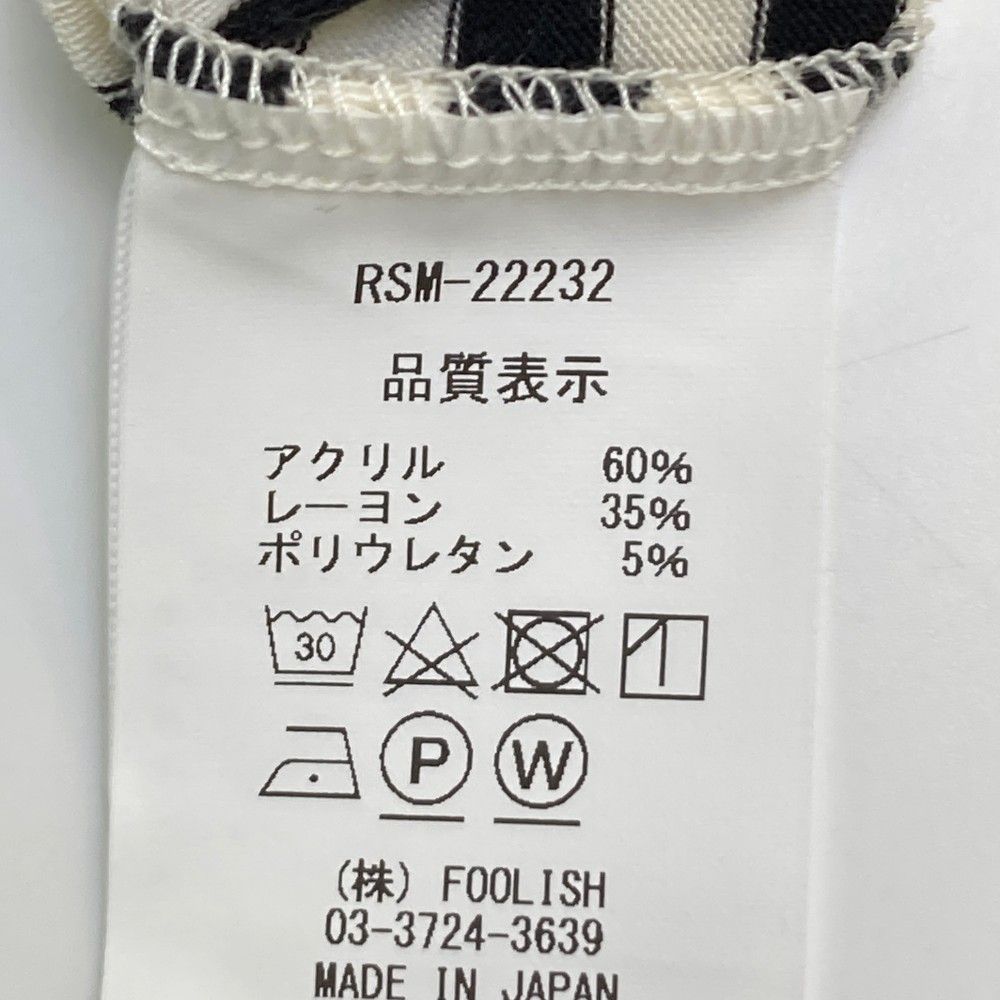 RSM-22232
品質表示
アクリル 60%
レーヨン 35%
ポリウレタン 5%
30
P W
(株) FOOLISH
03-3724-3639
MADE IN JAPAN